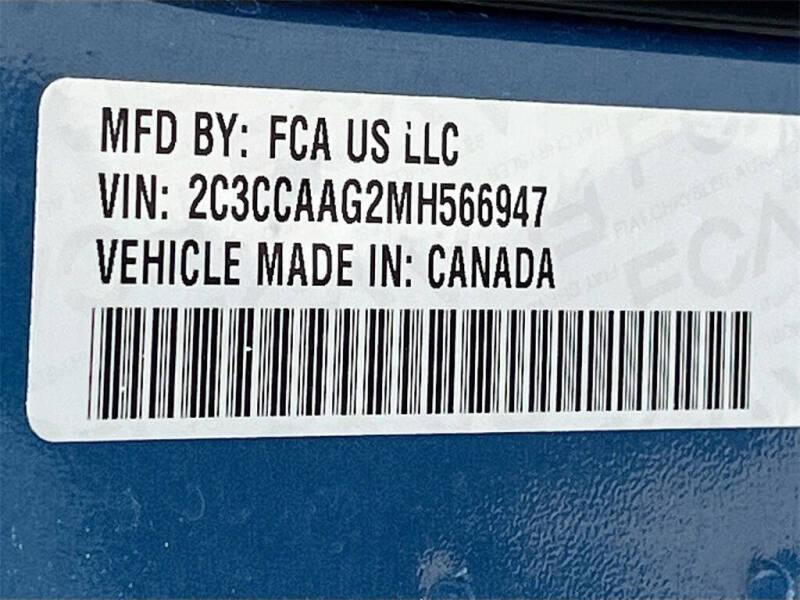 MFD BY: FCA US LLC
VIN: 2C3CCAAG2MH566947
VEHICLE MADE IN: CANADA